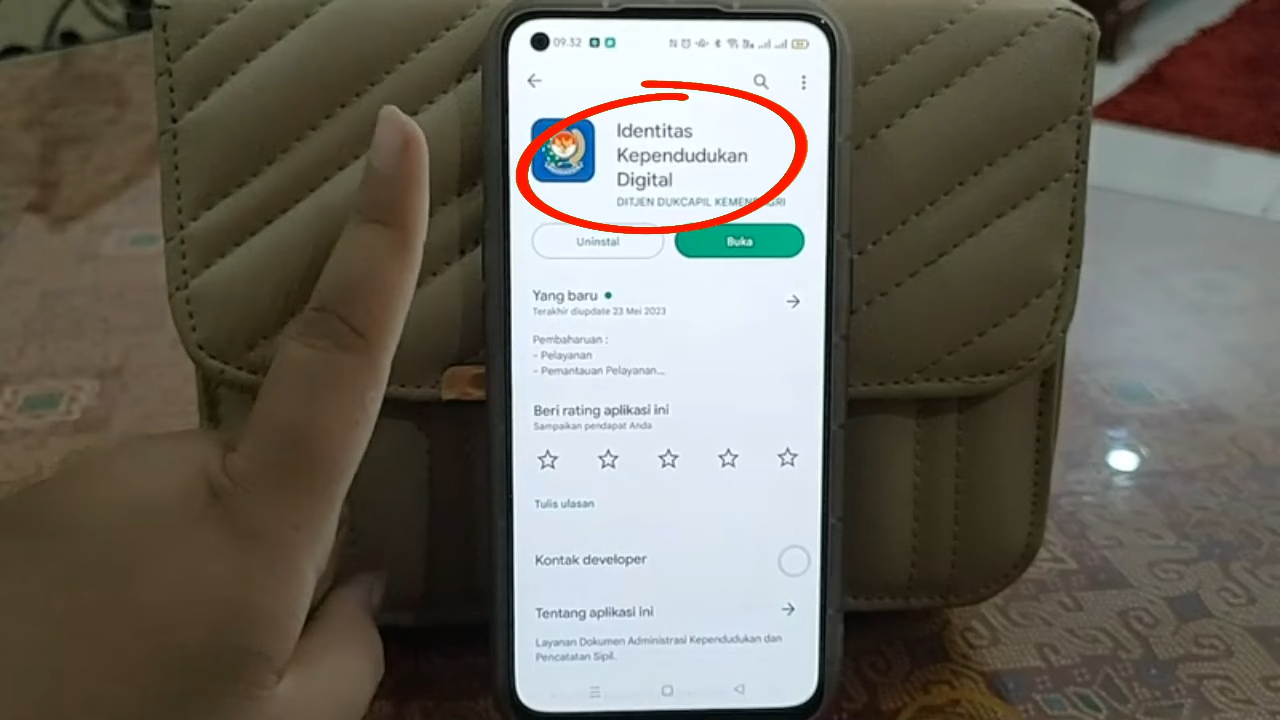 09.32
Identitas
Kependudukan
Digital
DITJEN DUKCAPIL KEMENDAGRI
Uninstal
Buka
Yang baru
Terakhir diupdate 23 Mei 2023
Pembaharuan :
- Pelayanan
- Pemantauan Pelayanan...
Beri rating aplikasi ini
Sampaikan pendapat Anda
Tulis ulasan
Kontak developer
Tentang aplikasi ini
Layanan Dokumen Administrasi Kependudukan dan
Pencatatan Sipil.